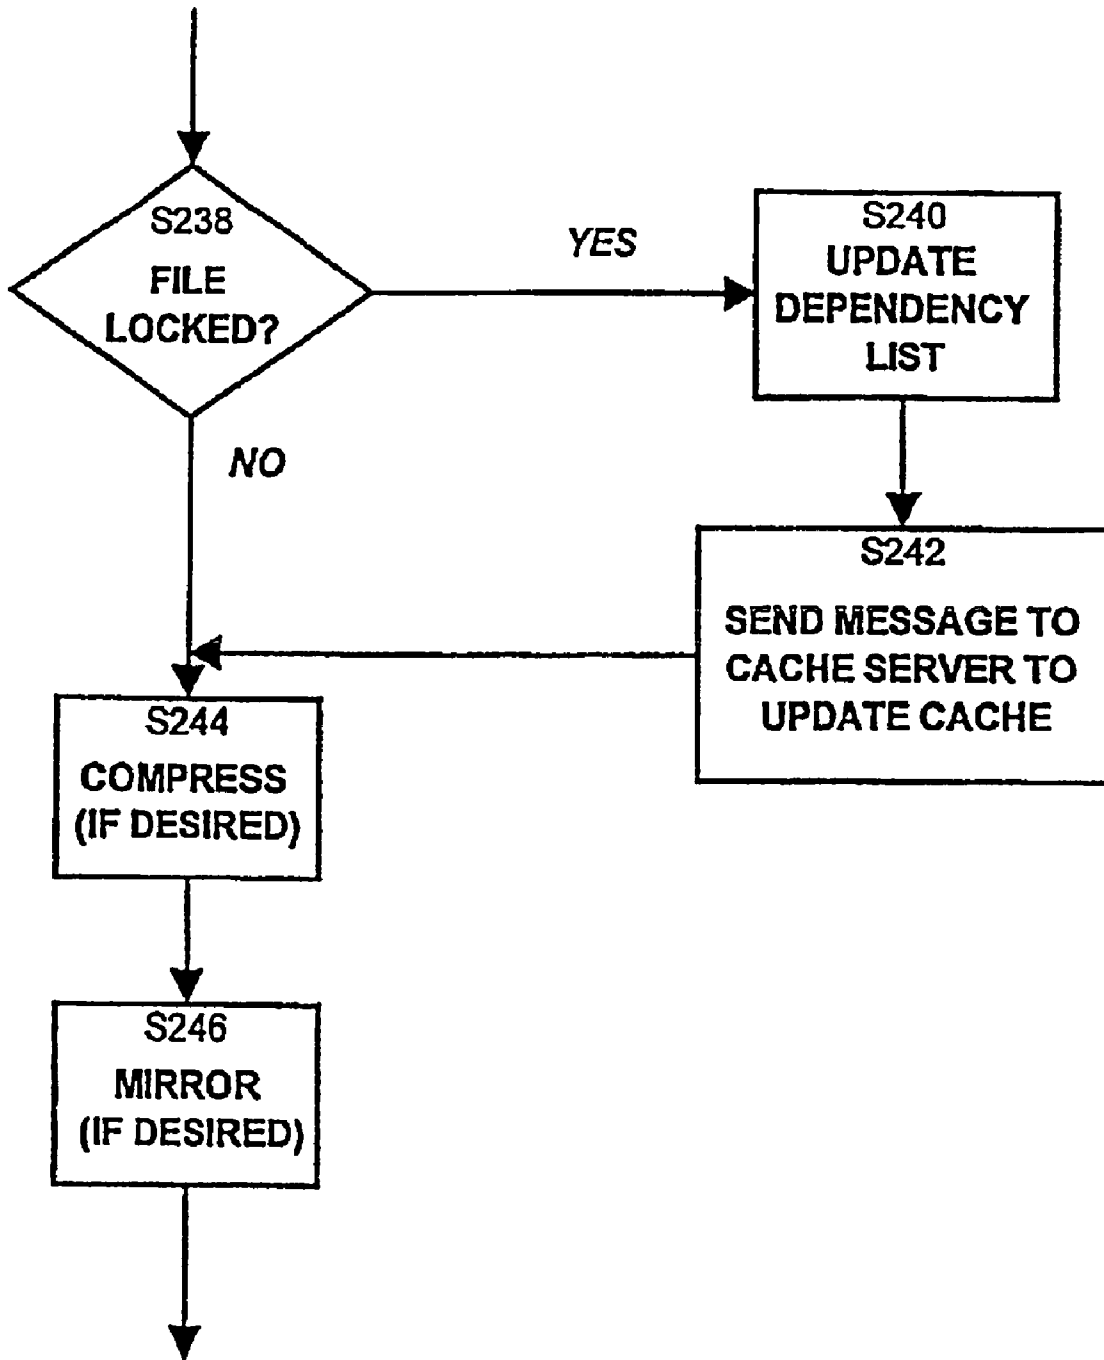 S238
FILE
LOCKED?
YES
S240
UPDATE
DEPENDENCY
LIST
NO
S242
SEND MESSAGE TO
CACHE SERVER TO
UPDATE CACHE
S244
COMPRESS
(IF DESIRED)
S246
MIRROR
(IF DESIRED)